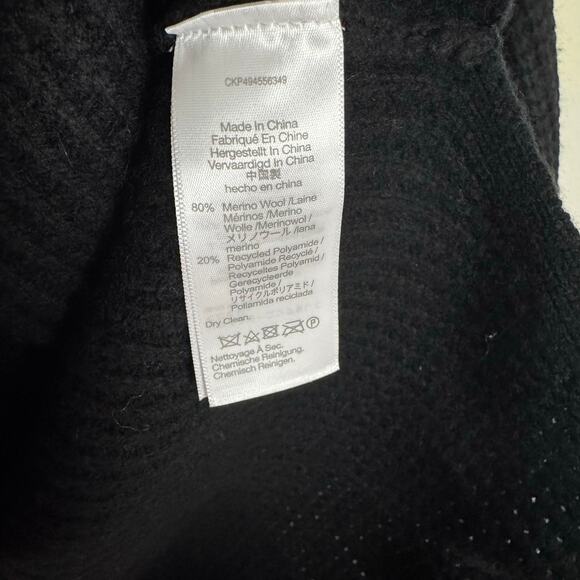 CKP494556349
Made In China
Fabriqué En Chine
Hergestellt In China
Vervaardigd In China
中国製
hecho en china
80% Merino Wool /Laine
Mérinos /Merino
Wolle /Merinowol /
メリノウール /lana
merino
20% Recycled Polyamide /
Polyamide Recyclé /
Recyceltes Polyamid /
Gerecycleerde
Polyamide /
リサイクルポリアミド /
Poliamida reciclada
Dry Clean.
P
Nettoyage À Sec.
Chemische Reinigung.
Chemisch Reinigen.